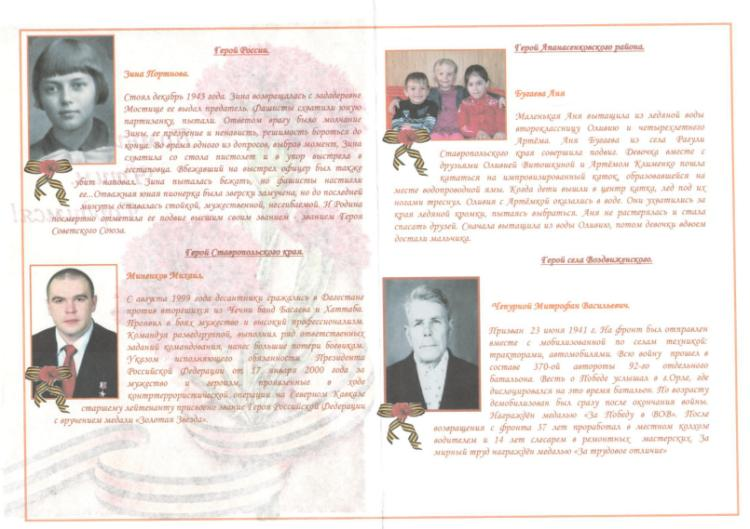 Герой России.
Зина Портнова.
Стоял декабрь 1943 года. Зина возвращалась с зададеревне
Мостище ее выдал предатель. Фашисты схватили юную
партизанку, пытали. Ответом врагу было молчание
Зины, ее презрение и ненависть, решимость бороться до
конца. Во время одного из допросов, выбрав момент, Зина
схватила со стола пистолет и в упор выстрела в
гестаповца. Вбежавший на выстрел офицер был также
убит наповал. Зина пыталась бежать, но фашисты настигли
ее...Отважная юная пионерка была зверски замучена, но до последней
минуты оставалась стойкой, мужественной, несгибаемой. И Родина
посмертно отметила ее подвиг высшим своим званием - званием Героя
Советского Союза.
Герой Ставропольского края.
Миненков Михаил.
С августа 1999 года десантники сражались в Дагестане
против вторгшихся из Чечни банд Басаева и Хаттаба.
Проявил в боях мужество и высокий профессионализм.
Командуя разведгруппой, выполнил ряд ответственных
заданий командования, нанес большие потери боевикам.
Указом исполняющего обязанности Президента
Российской Федерации от 17 января 2000 года за
мужество и героизм, проявленные в ходе
контртеррористической операции на Северном Кавказе
старшему лейтенанту присвоено звание Героя Российской Федерации
с вручением медали «Золотая Звезда».
Герой Апанасенковского района.
Бугаева Аня
Маленькая Аня вытащила из ледяной воды
второклассницу Оливию и четырехлетнего
Артёма. Аня Бугаева из села Рагули
Ставропольского края совершила подвиг. Девочка вместе с
друзьями Оливией Витошкиной и Артёмом Клименко пошла
кататься на импровизированный каток, образовавшейся на
месте водопроводной ямы. Когда дети вышли в центр катка, лед под их
ногами треснул. Оливия с Артёмкой оказались в воде. Они ухватились за
края ледяной кромки, пытаясь выбраться. Аня не растерялась и стала
спасать друзей. Сначала вытащила из воды Оливию, потом девочки вдвоем
достали мальчика.
Герой села Воздвиженского.
Чепурной Митрофан Васильевич.
Призван 23 июня 1941 г. На фронт был отправлен
вместе с мобилизованной по селам техникой:
тракторами, автомобилями. Всю войну прошел в
составе 370-ой автороты 92-го отдельного
батальона. Весть о Победе услышал в г.Орле, где
дислоцировался на это время батальон. По возрасту
демобилизован был сразу после окончания войны.
Награждён медалью «За Победу в ВОВ». После
возвращения с фронта 37 лет проработал в местном колхозе
водителем и 14 лет слесарем в ремонтных мастерских. За
мирный труд награждён медалью «За трудовое отличие»